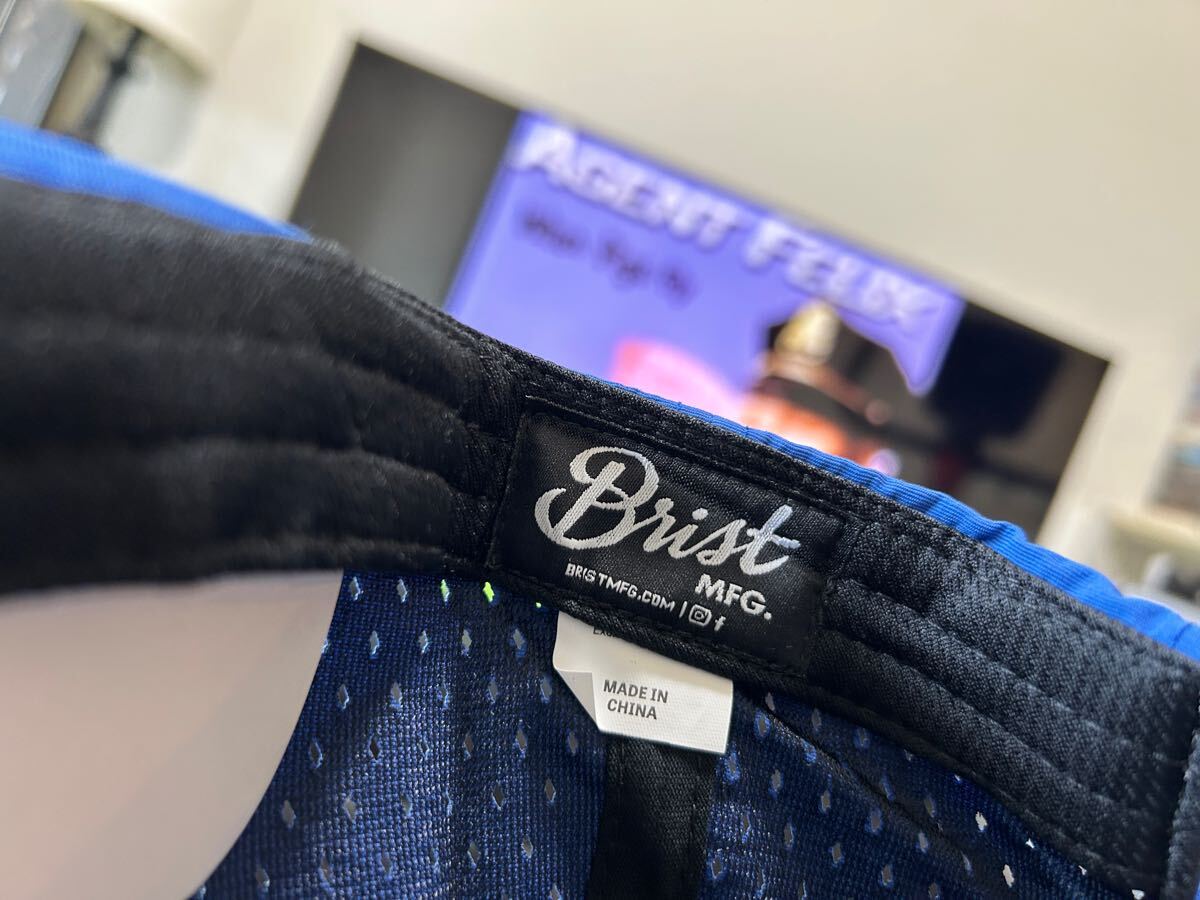 AGENT FELIX
Brist
MFG.
BRISTMFG.COM |
MADE IN
CHINA